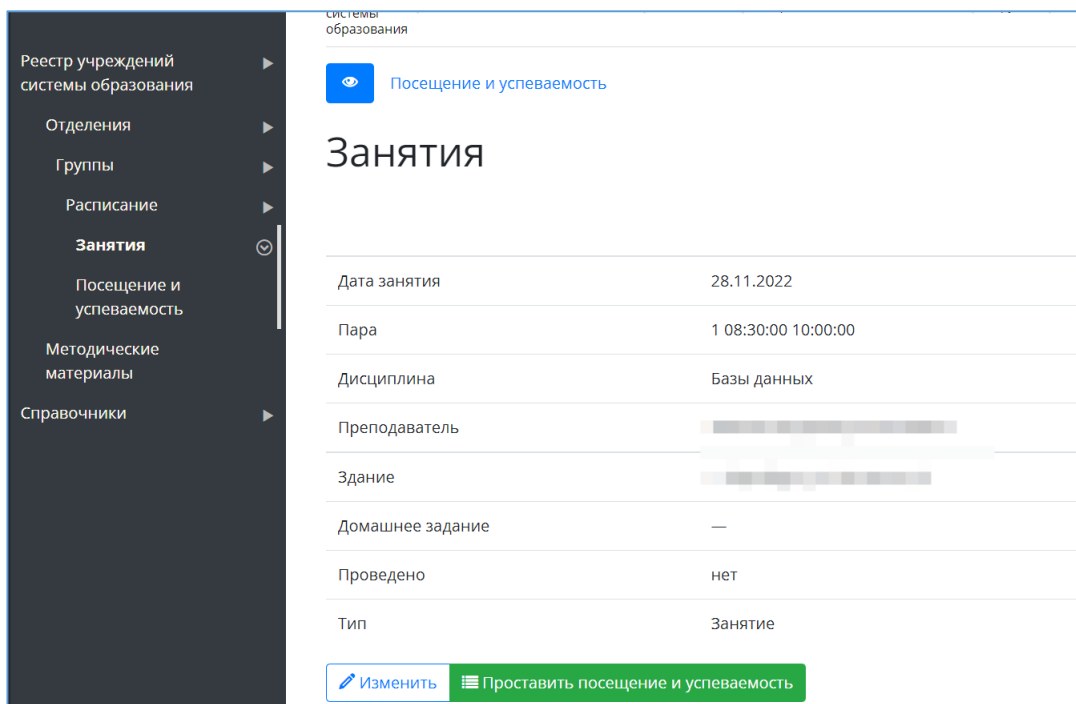 системы
образования
Реестр учреждений
системы образования
Отделения
Группы
Расписание
Занятия
Посещение и
успеваемость
Методические
материалы
Справочники
Посещение и успеваемость
Занятия
Дата занятия 28.11.2022
Пара 1 08:30:00 10:00:00
Дисциплина Базы данных
Преподаватель
Здание
Домашнее задание —
Проведено нет
Тип Занятие
Изменить Проставить посещение и успеваемость